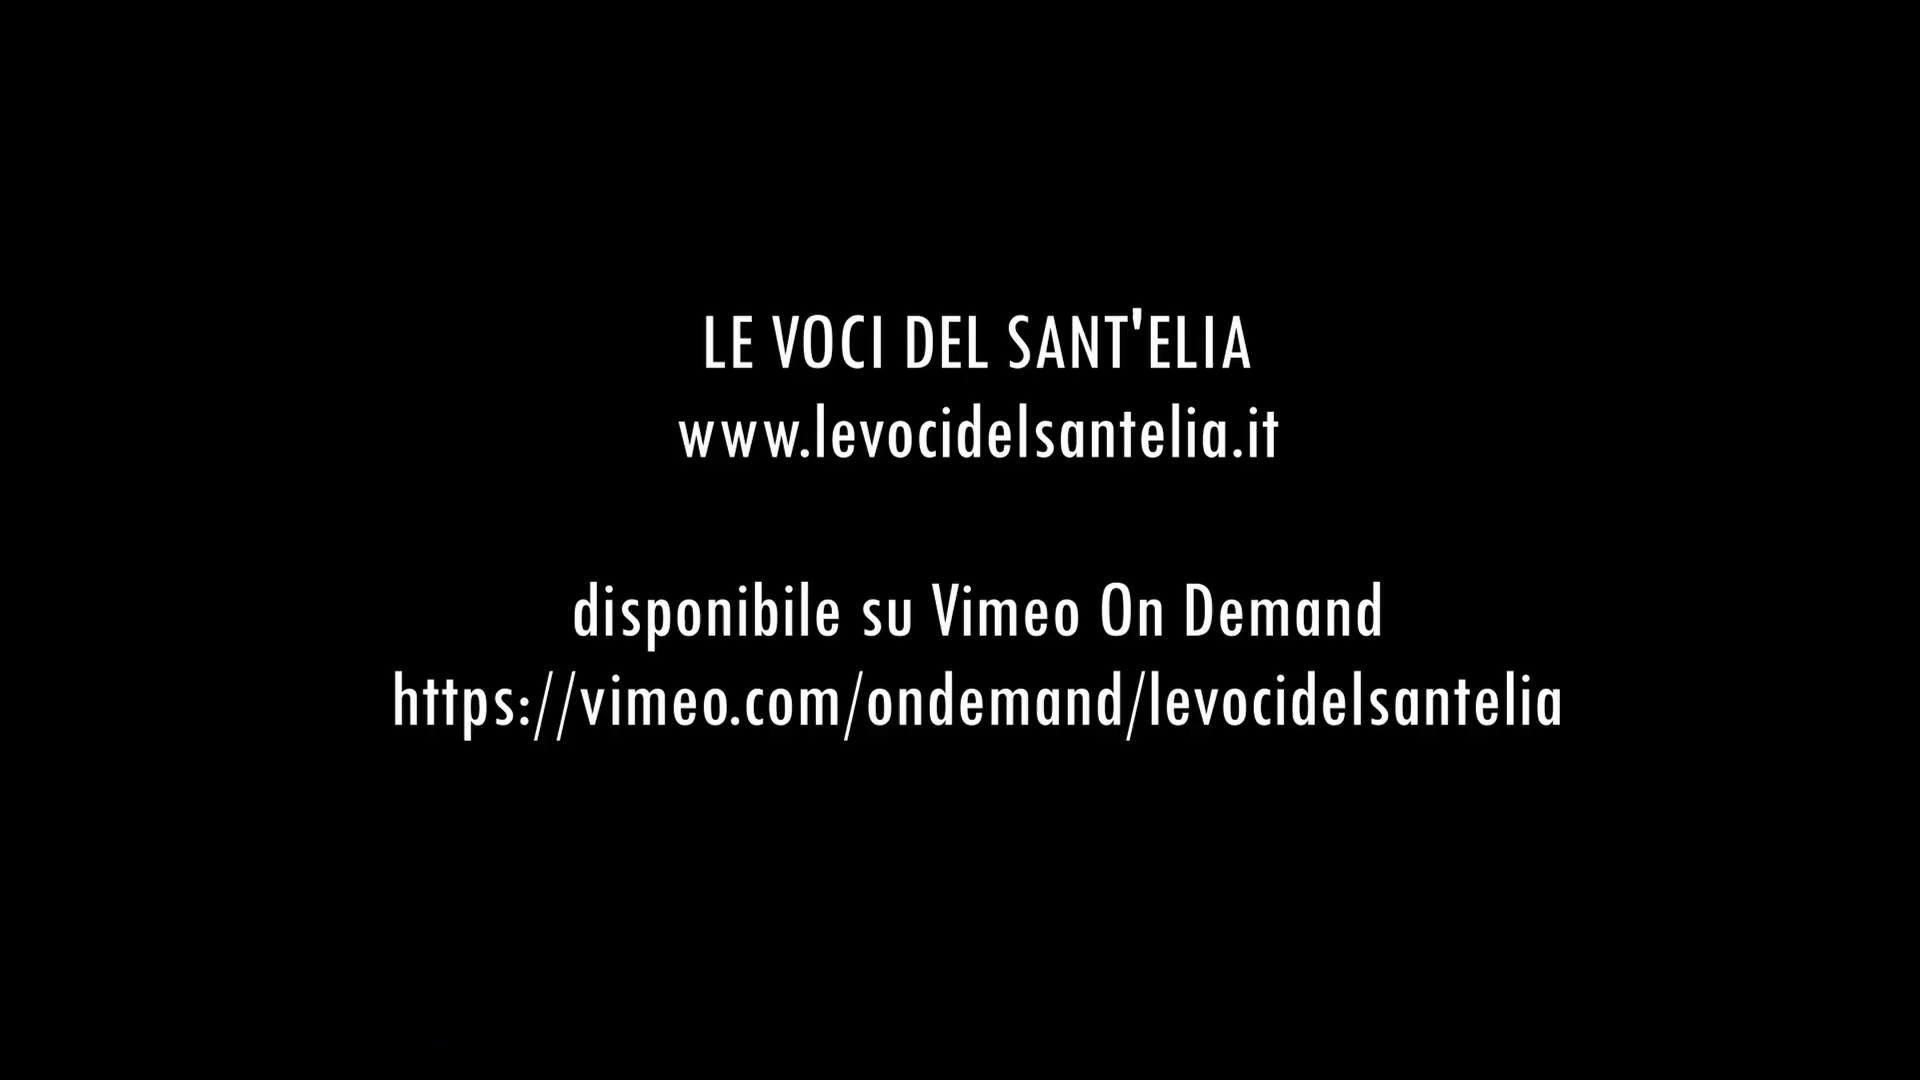 LE VOCI DEL SANT'ELIA
www.levocidelsantelia.it
disponibile su Vimeo On Demand
https://vimeo.com/ondemand/levocidelsantelia